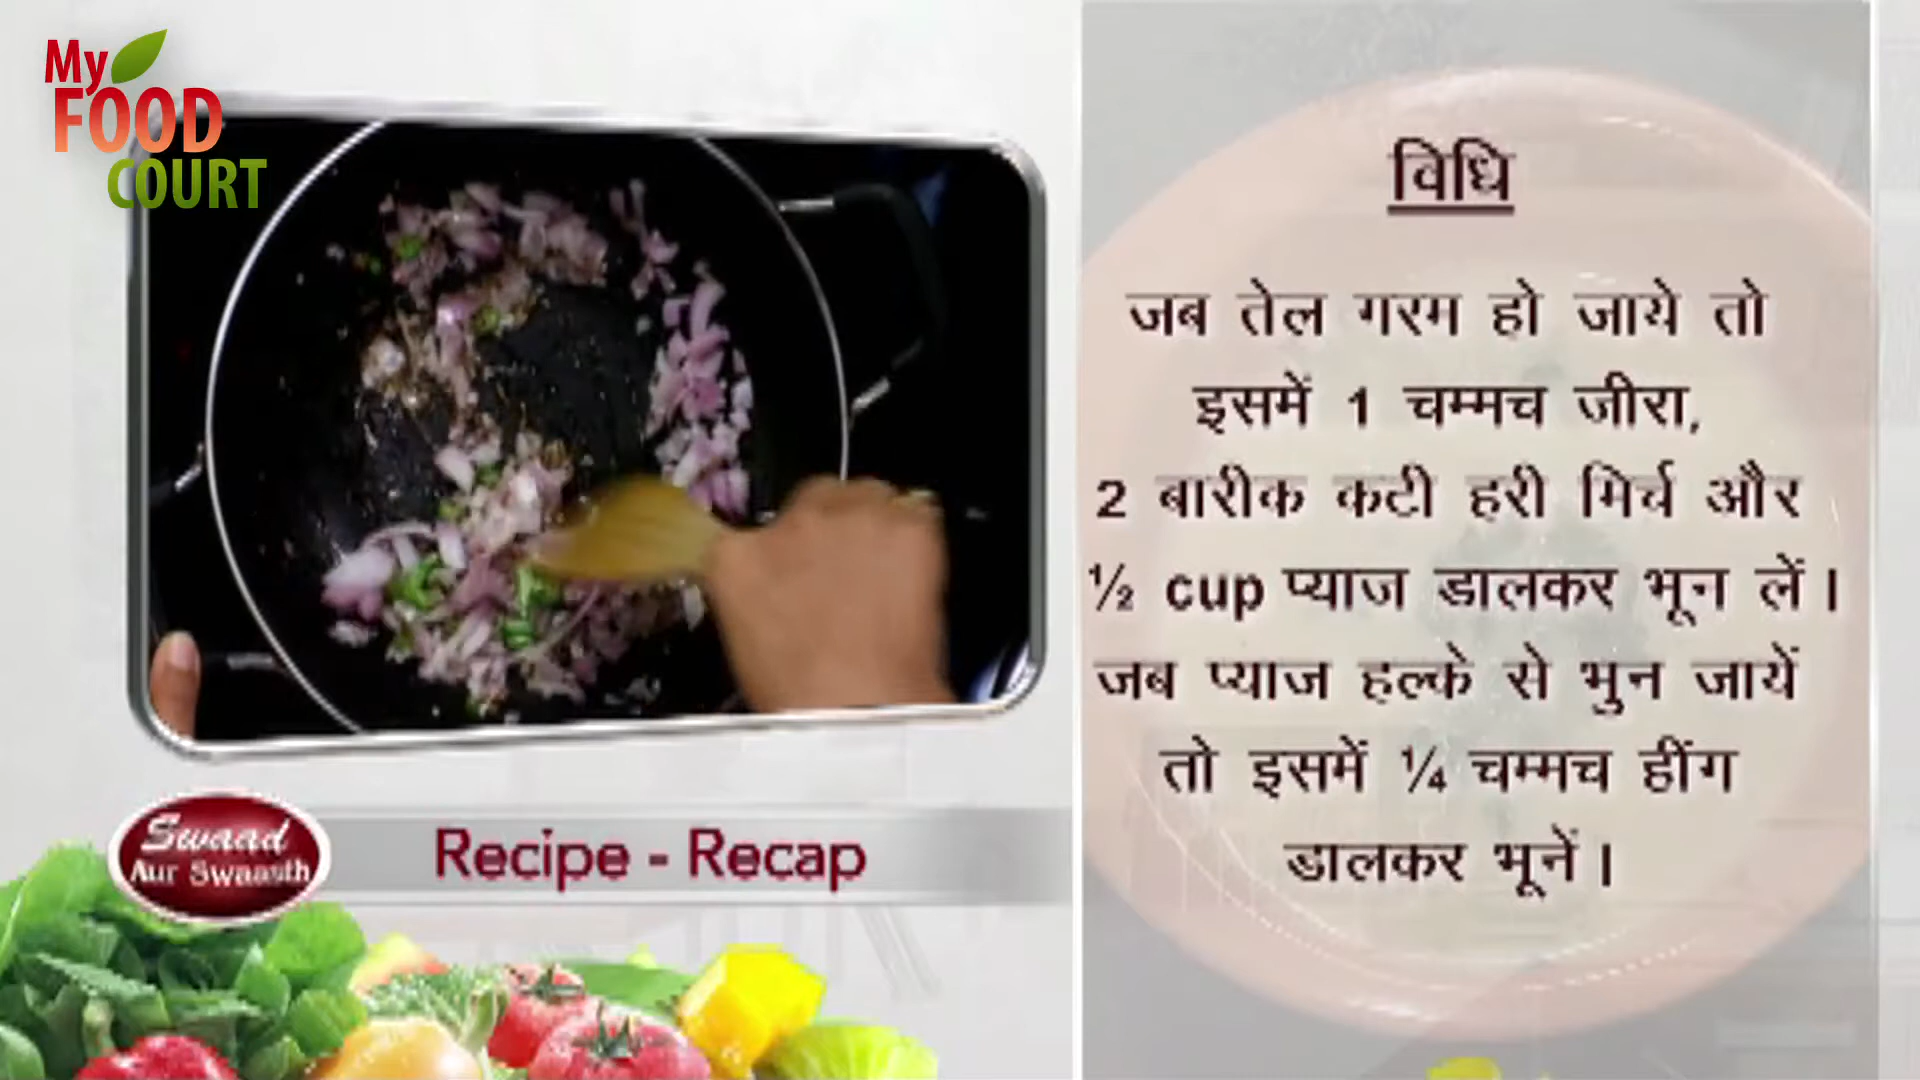 My
FOOD
COURT
विधि
जब तेल गरम हो जाये तो
इसमें 1 चम्मच जीरा,
2 बारीक कटी हरी मिर्च और
½ cup प्याज डालकर भून लें।
जब प्याज हल्के से भुन जायें
तो इसमें ¼ चम्मच हींग
डालकर भूनें।
Swaad
Aur Swaasth
Recipe - Recap